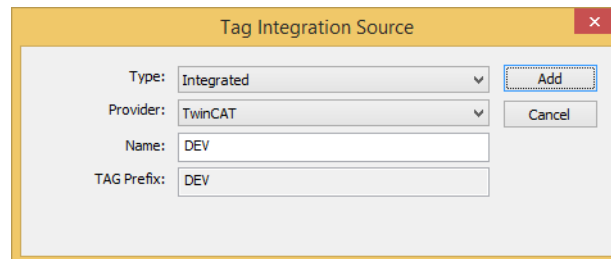 Tag Integration Source
Type: Integrated Add
Provider: TwinCAT Cancel
Name: DEV
TAG Prefix: DEV